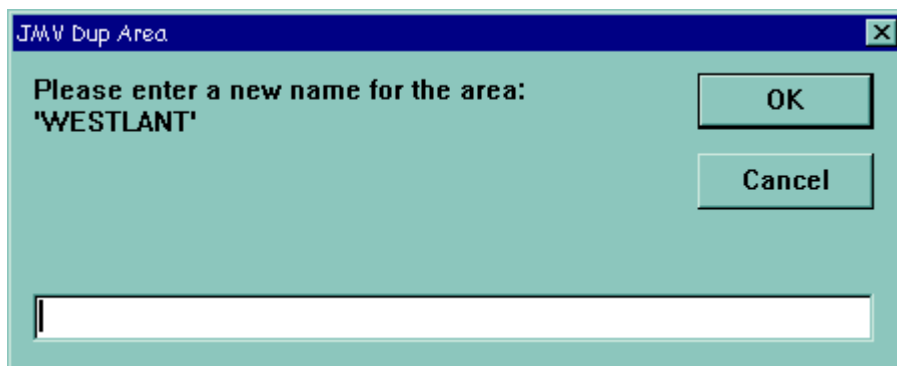 JMV Dup Area
Please enter a new name for the area:
'WESTLANT'
OK
Cancel